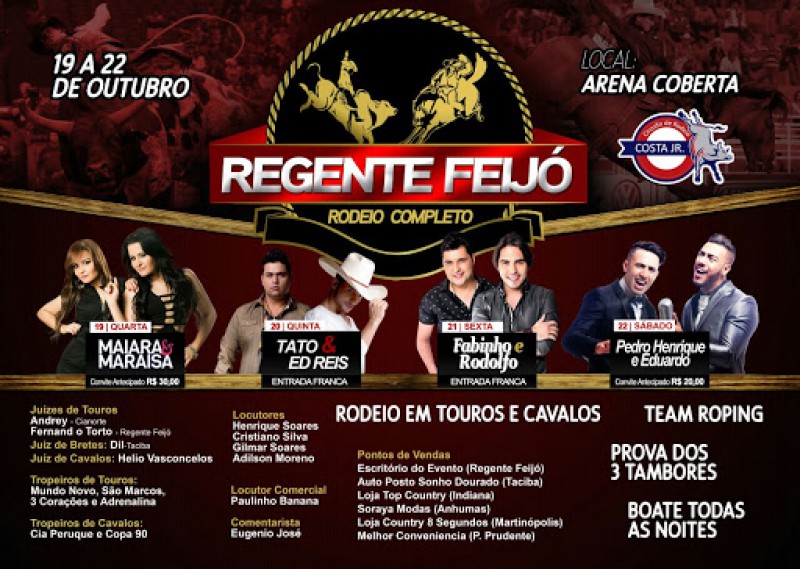 19 A 22
DE OUTUBRO
LOCAL:
ARENA COBERTA
Circuito de Rodeio
COSTA JR.
REGENTE FEIJÓ
RODEIO COMPLETO
19 | QUARTA
MAIARA &
MARAISA
Convite Antecipado R$ 30,00
20 | QUINTA
TATO &
ED REIS
ENTRADA FRANCA
21 | SEXTA
Fabinho e
Rodolfo
ENTRADA FRANCA
22 | SÁBADO
Pedro Henrique
e Eduardo
Convite Antecipado R$ 20,00
Juizes de Touros
Andrey - Cianorte
Fernand o Torto - Regente Feijó
Juiz de Bretes: Dil-Taciba
Juiz de Cavalos: Helio Vasconcelos
Tropeiros de Touros:
Mundo Novo, São Marcos,
3 Corações e Adrenalina
Tropeiros de Cavalos:
Cia Peruque e Copa 90
Locutores
Henrique Soares
Cristiano Silva
Gilmar Soares
Adilson Moreno
Locutor Comercial
Paulinho Banana
Comentarista
Eugenio José
RODEIO EM TOUROS E CAVALOS
Pontos de Vendas
Escritório do Evento (Regente Feijó)
Auto Posto Sonho Dourado (Taciba)
Loja Top Country (Indiana)
Soraya Modas (Anhumas)
Loja Country 8 Segundos (Martinópolis)
Melhor Conveniencia (P. Prudente)
TEAM ROPING
PROVA DOS
3 TAMBORES
BOATE TODAS
AS NOITES